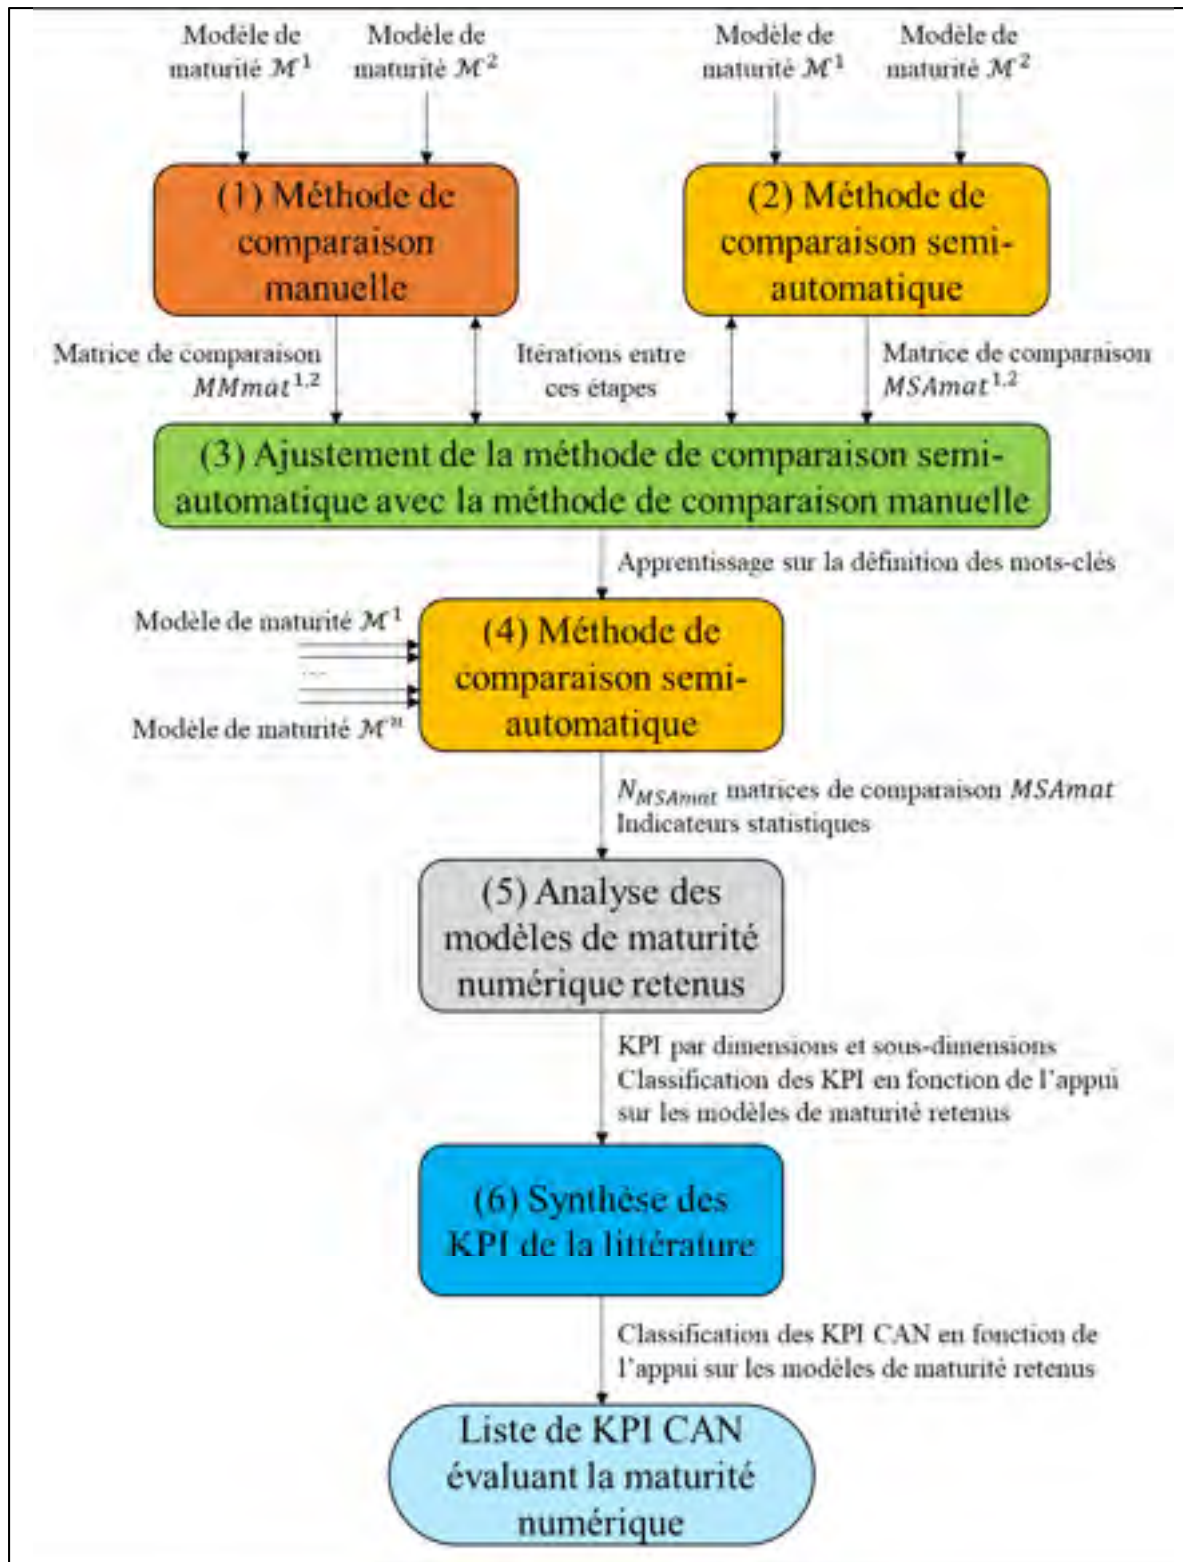 Modèle de
maturité ℳ¹
Modèle de
maturité ℳ²
Modèle de
maturité ℳ¹
Modèle de
maturité ℳ²
(1) Méthode de
comparaison
manuelle
(2) Méthode de
comparaison semi-
automatique
Matrice de comparaison
MMmat¹,²
Itérations entre
ces étapes
Matrice de comparaison
MSAmat¹,²
(3) Ajustement de la méthode de comparaison semi-
automatique avec la méthode de comparaison manuelle
Apprentissage sur la définition des mots-clés
Modèle de maturité ℳ¹
...
Modèle de maturité ℳⁿ
(4) Méthode de
comparaison semi-
automatique
N_MSAmat matrices de comparaison MSAmat
Indicateurs statistiques
(5) Analyse des
modèles de maturité
numérique retenus
KPI par dimensions et sous-dimensions
Classification des KPI en fonction de l'appui
sur les modèles de maturité retenus
(6) Synthèse des
KPI de la littérature
Classification des KPI CAN en fonction de
l'appui sur les modèles de maturité retenus
Liste de KPI CAN
évaluant la maturité
numérique